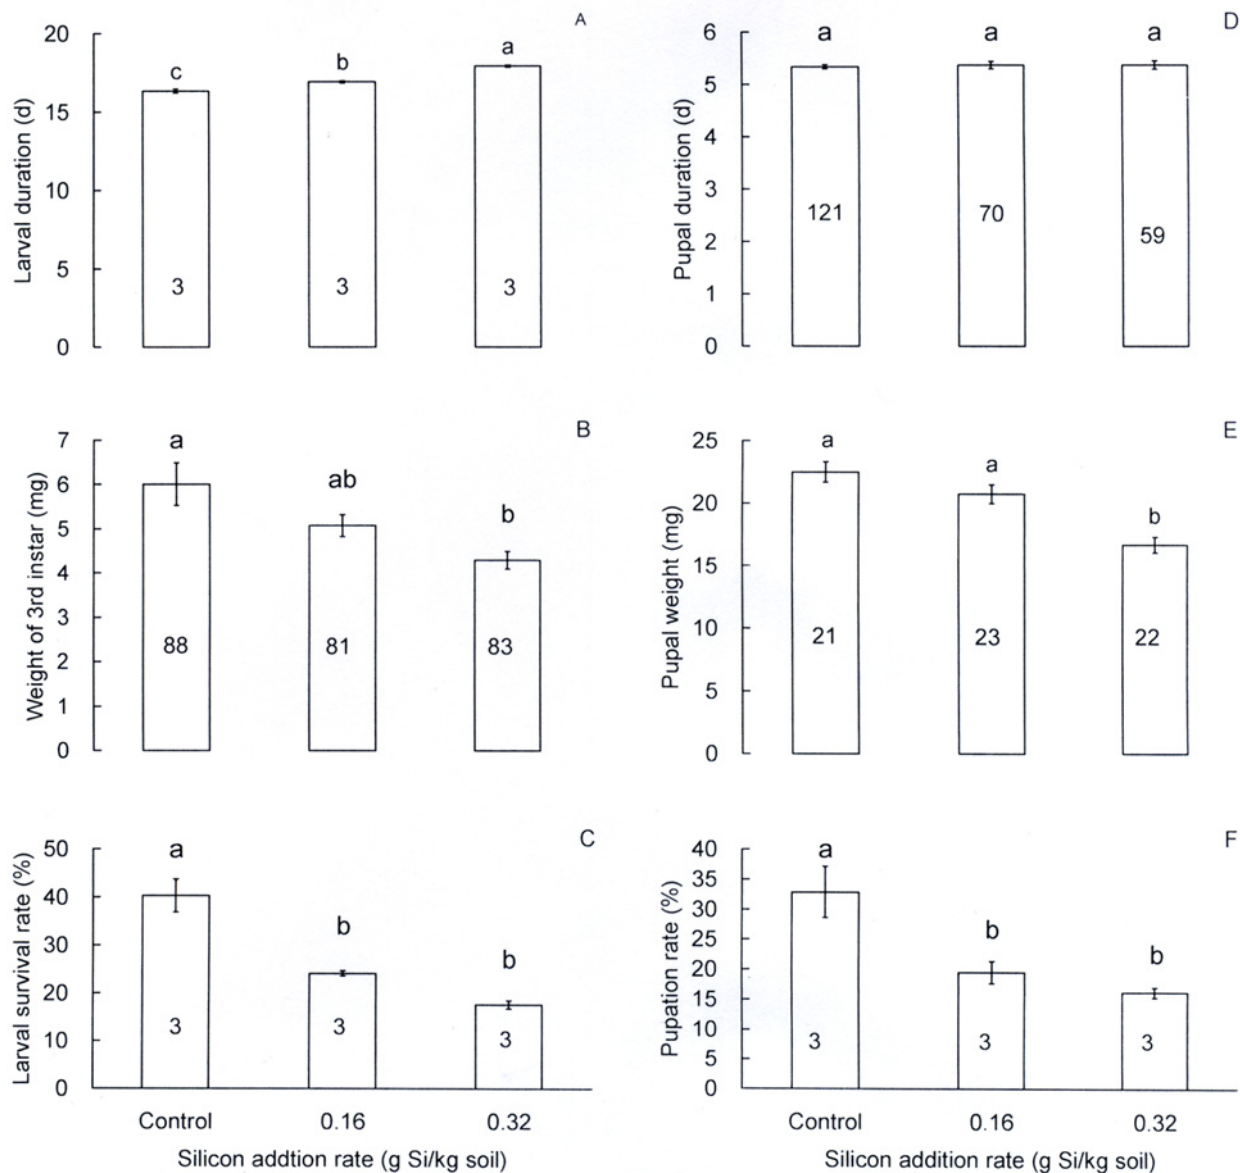 A
Larval duration (d)
20
15
10
5
0
c
b
a
3
3
3
D
Pupal duration (d)
6
5
4
3
2
1
0
a
a
a
121
70
59
B
Weight of 3rd instar (mg)
7
6
5
4
3
2
1
0
a
ab
b
88
81
83
E
Pupal weight (mg)
25
20
15
10
5
0
a
a
b
21
23
22
C
Larval survival rate (%)
50
40
30
20
10
0
a
b
b
3
3
3
Control
0.16
0.32
Silicon addtion rate (g Si/kg soil)
F
Pupation rate (%)
40
35
30
25
20
15
10
5
0
a
b
b
3
3
3
Control
0.16
0.32
Silicon addtion rate (g Si/kg soil)